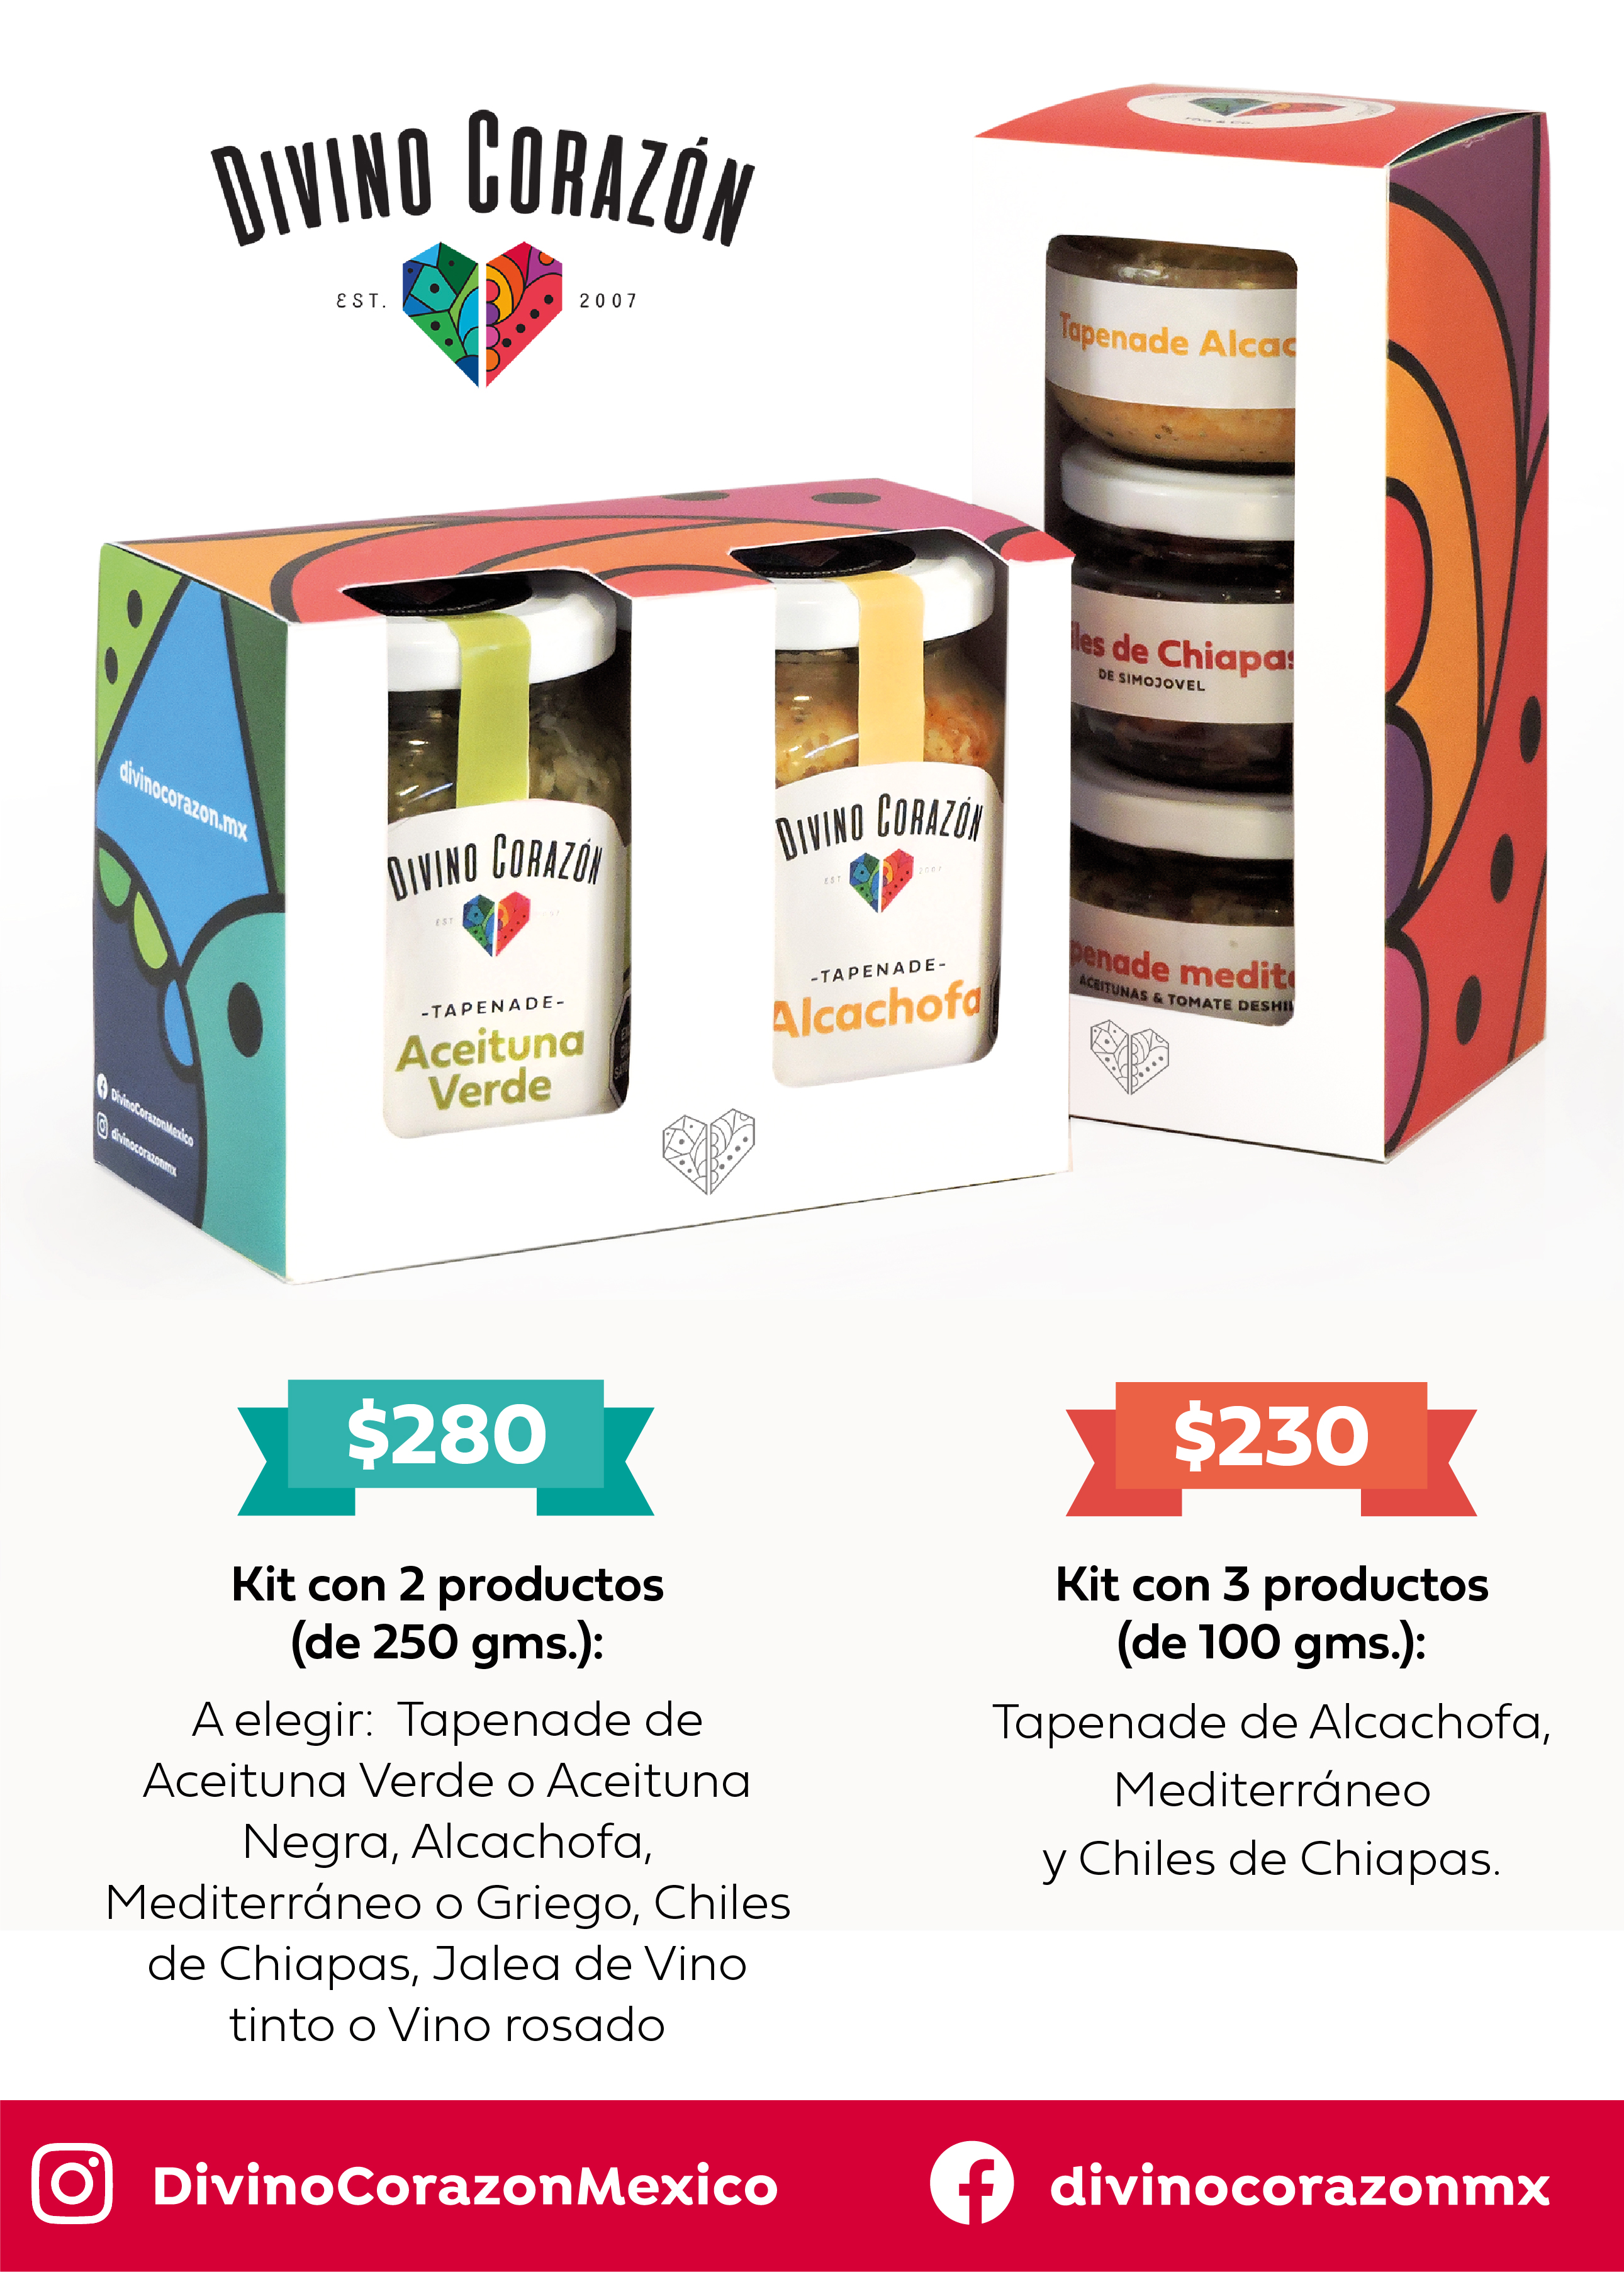 DIVINO CORAZÓN
EST. 2007
Tapenade Alcac
les de Chiapas
DE SIMOJOVEL
penade medite
ACEITUNAS & TOMATE DESHI
divinocorazon.mx
DivinoCorazonMexico
divinocorazonmx
DIVINO CORAZÓN
EST
-TAPENADE-
Aceituna
Verde
DIVINO CORAZÓN
EST 2007
-TAPENADE-
Alcachofa
$280
Kit con 2 productos
(de 250 gms.):
A elegir: Tapenade de
Aceituna Verde o Aceituna
Negra, Alcachofa,
Mediterráneo o Griego, Chiles
de Chiapas, Jalea de Vino
tinto o Vino rosado
$230
Kit con 3 productos
(de 100 gms.):
Tapenade de Alcachofa,
Mediterráneo
y Chiles de Chiapas.
DivinoCorazonMexico
divinocorazonmx